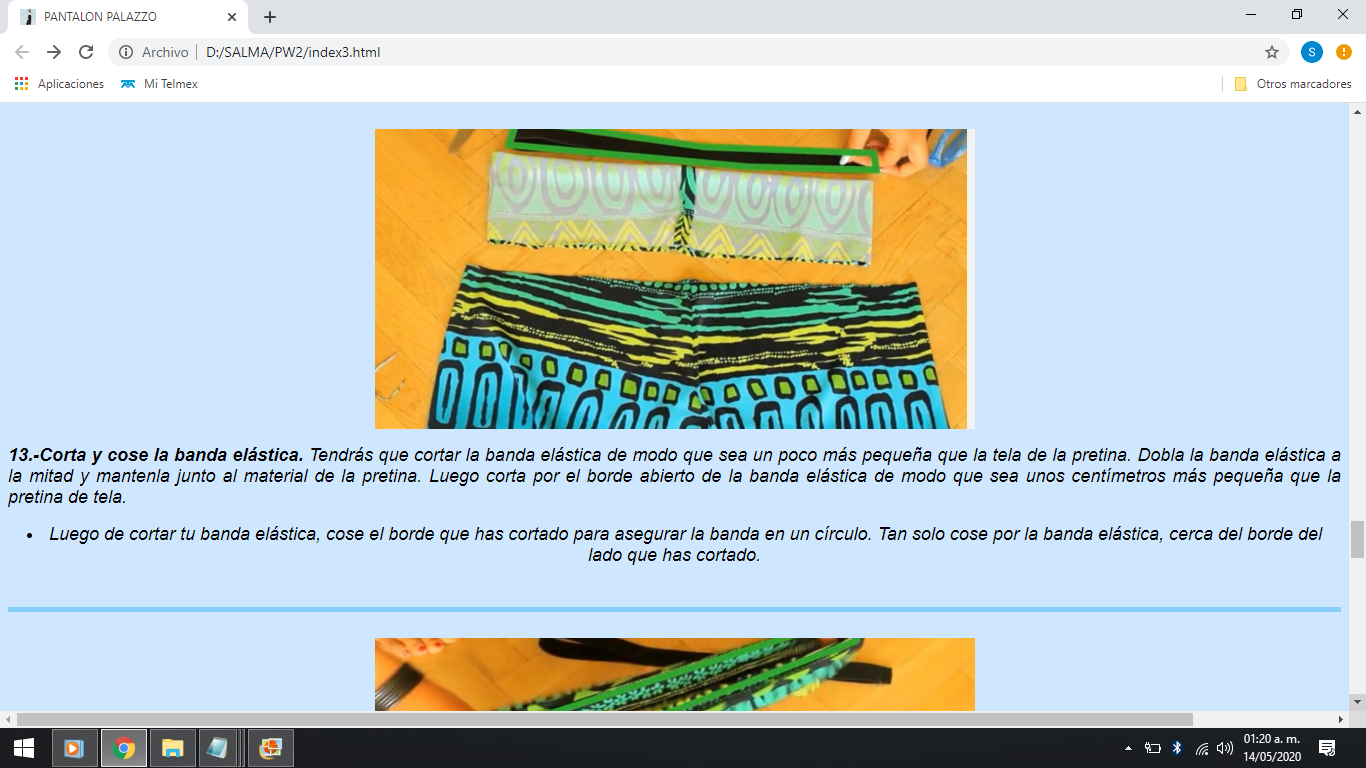 PANTALON PALAZZO
Archivo
D:/SALMA/PW2/index3.html
S
Aplicaciones
Mi Telmex
Otros marcadores
13.-Corta y cose la banda elástica. Tendrás que cortar la banda elástica de modo que sea un poco más pequeña que la tela de la pretina. Dobla la banda elástica a
la mitad y mantenla junto al material de la pretina. Luego corta por el borde abierto de la banda elástica de modo que sea unos centímetros más pequeña que la
pretina de tela.
• Luego de cortar tu banda elástica, cose el borde que has cortado para asegurar la banda en un círculo. Tan solo cose por la banda elástica, cerca del borde del
lado que has cortado.
01:20 a. m.
14/05/2020